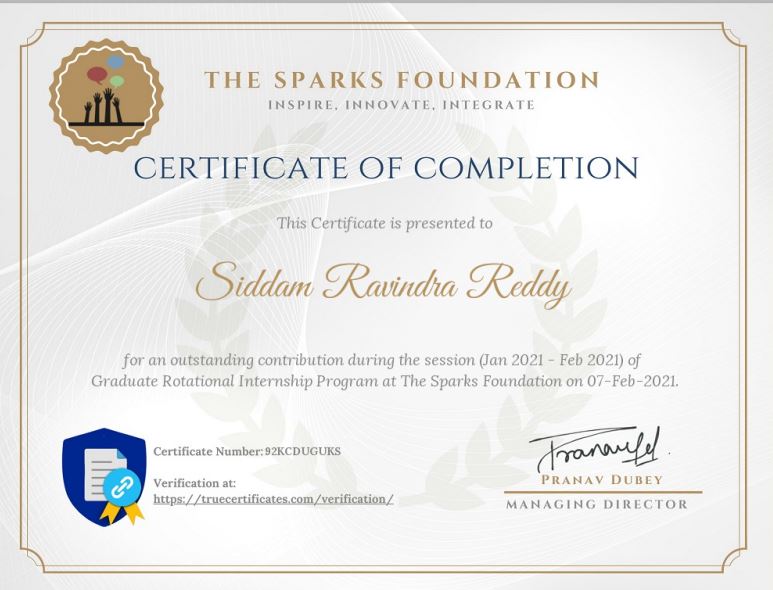 THE SPARKS FOUNDATION
INSPIRE, INNOVATE, INTEGRATE
CERTIFICATE OF COMPLETION
This Certificate is presented to
Siddam Ravindra Reddy
for an outstanding contribution during the session (Jan 2021 - Feb 2021) of
Graduate Rotational Internship Program at The Sparks Foundation on 07-Feb-2021.
Certificate Number: 92KCDUGUKS
Verification at:
https://truecertificates.com/verification/
PRANAV DUBEY
MANAGING DIRECTOR